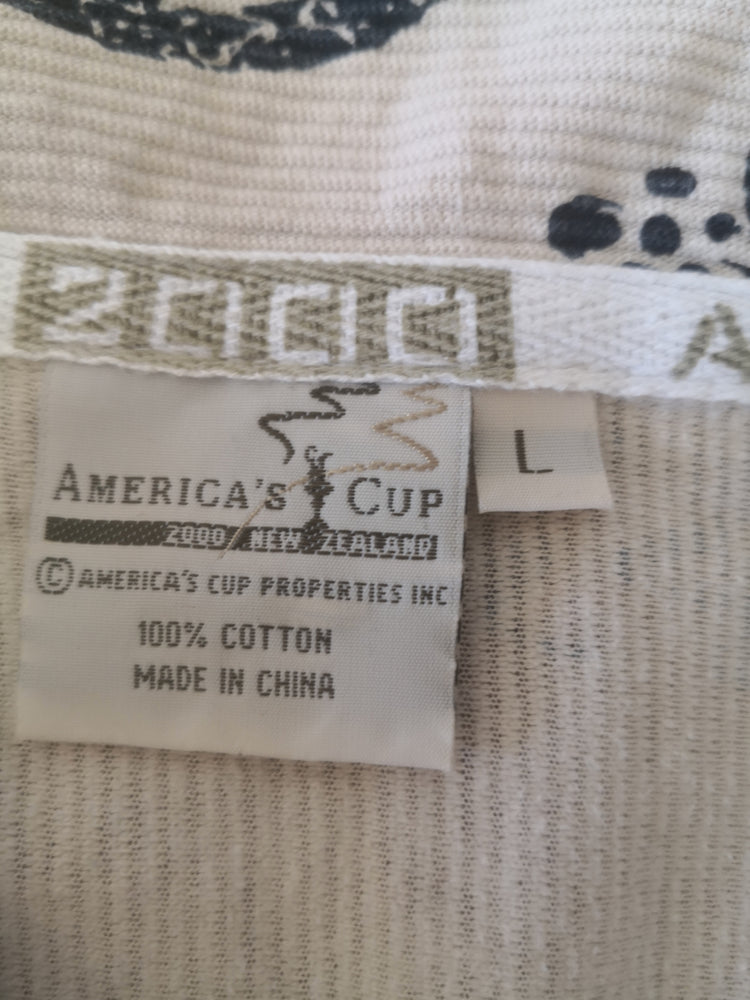 2000 A
AMERICA'S CUP
L
2000 NEW ZEALAND
© AMERICA'S CUP PROPERTIES INC
100% COTTON
MADE IN CHINA